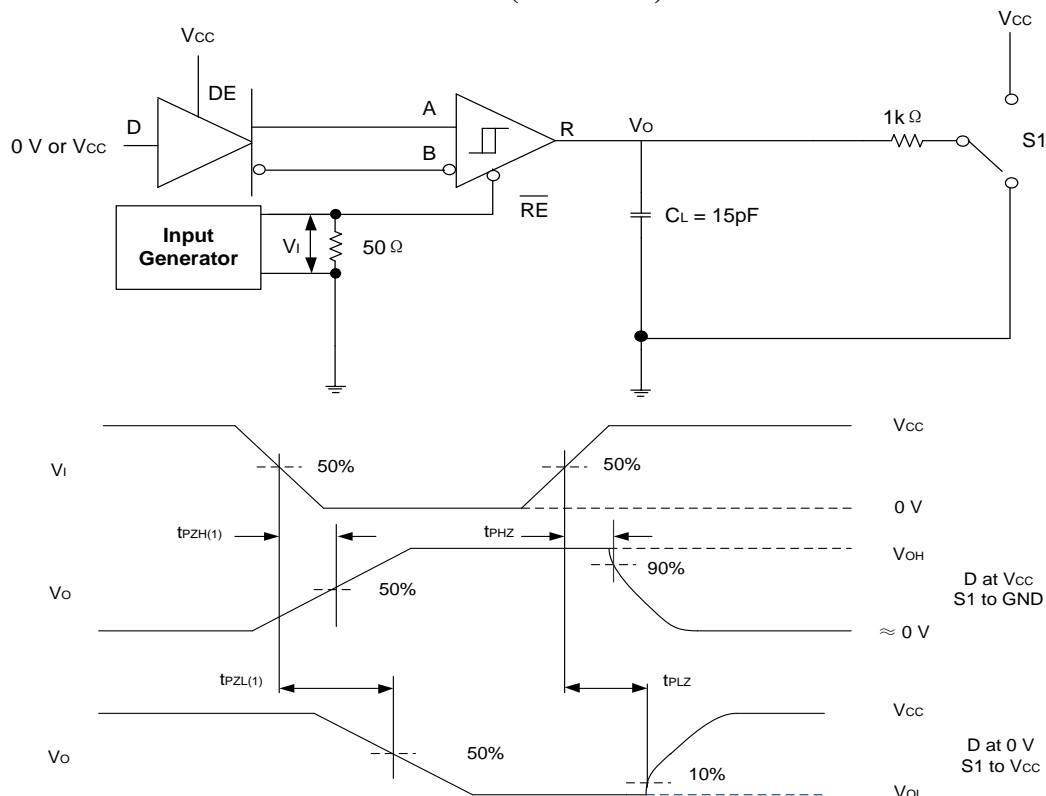 VCC
VCC
DE
D
0 V or VCC
A
B
R
VO
1k Ω
S1
RE
CL = 15pF
Input
Generator
VI
50 Ω
VCC
VI
50%
50%
0 V
tPZH(1)
tPHZ
VOH
VO
50%
90%
D at VCC
S1 to GND
≈ 0 V
tPZL(1)
tPLZ
VCC
VO
50%
10%
D at 0 V
S1 to VCC
VOL